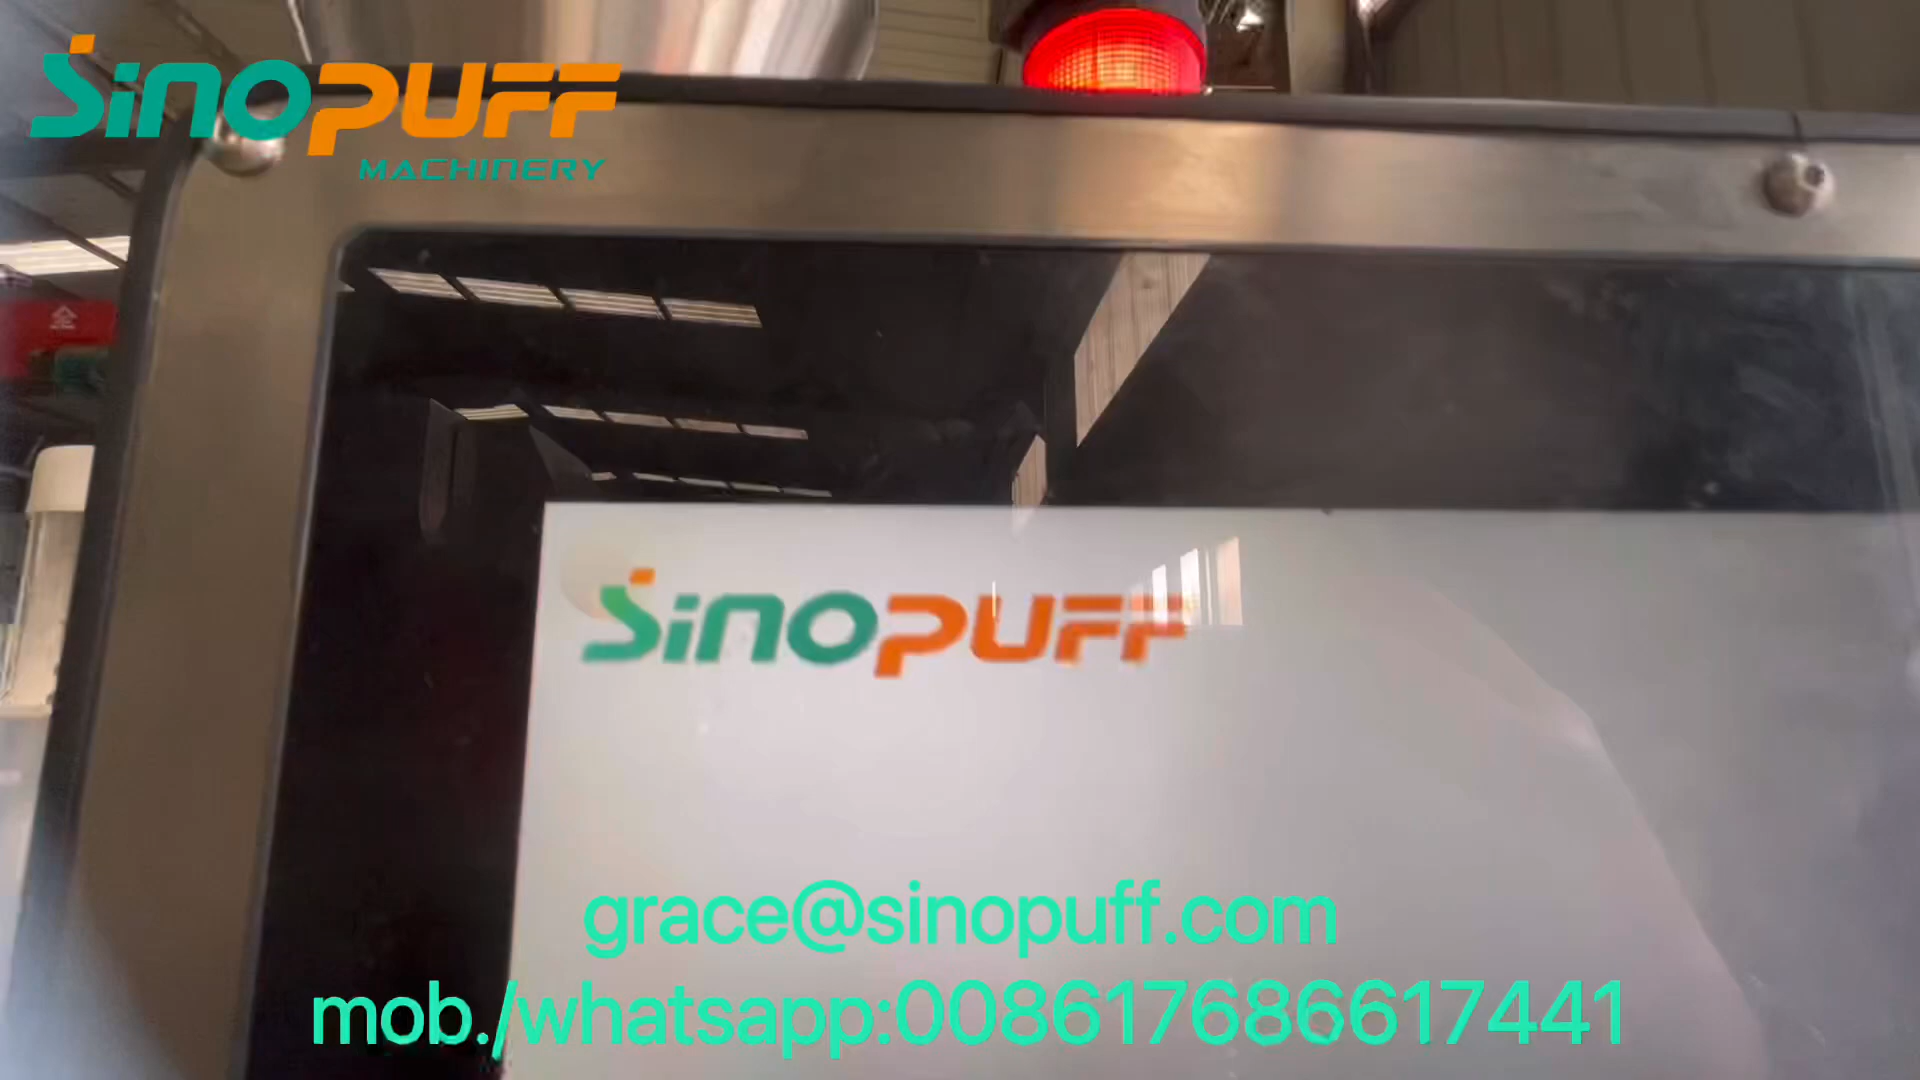 SINOPUFF
MACHINERY
SINOPUFF
grace@sinopuff.com
mob./whatsapp:008617686617441